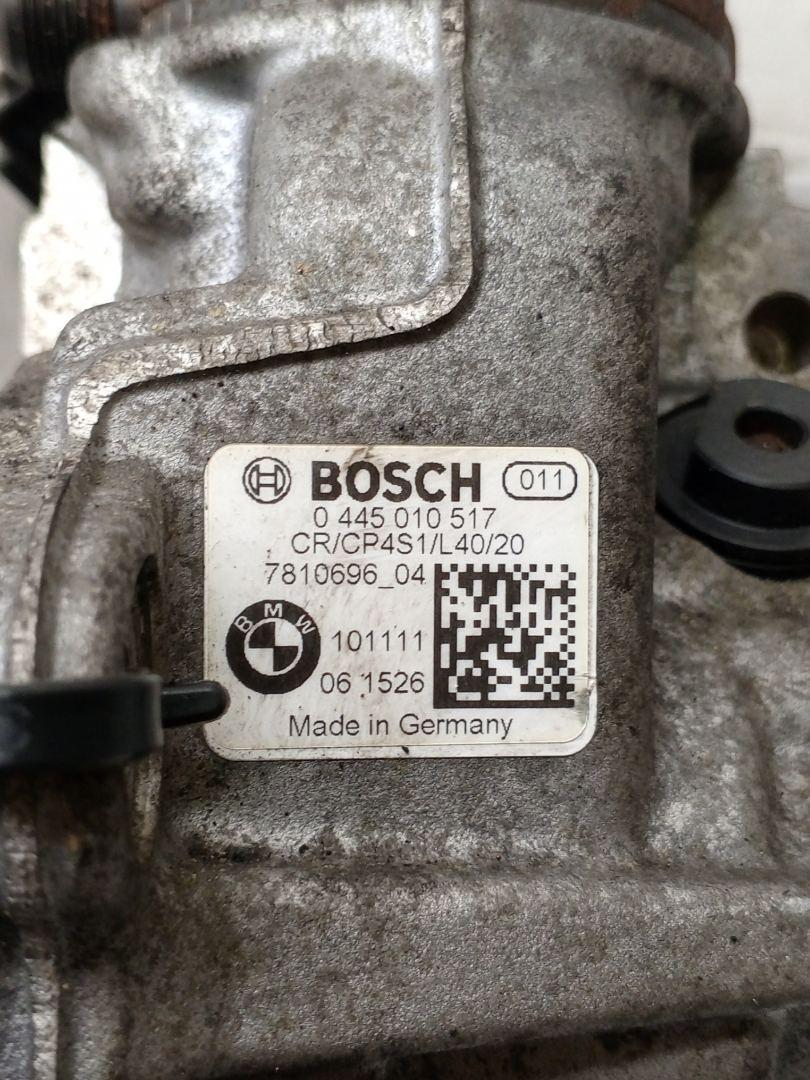 BOSCH 011
0 445 010 517
CR/CP4S1/L40/20
7810696_04
BMW
101111
06 1526
Made in Germany